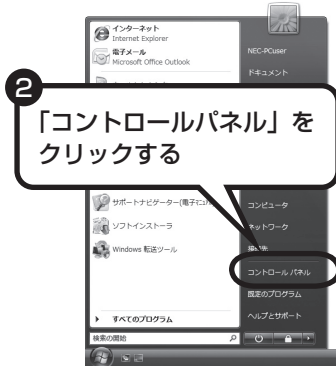 インターネット
Internet Explorer
電子メール
Microsoft Office Outlook
NEC-PCuser
ドキュメント
2
「コントロールパネル」を
クリックする
サポートナビゲーター(電子
コンピュータ
ソフトインストーラ
ネットワーク
Windows 転送ツール
コントロール パネル
既定のプログラム
すべてのプログラム
ヘルプとサポート
検索の開始